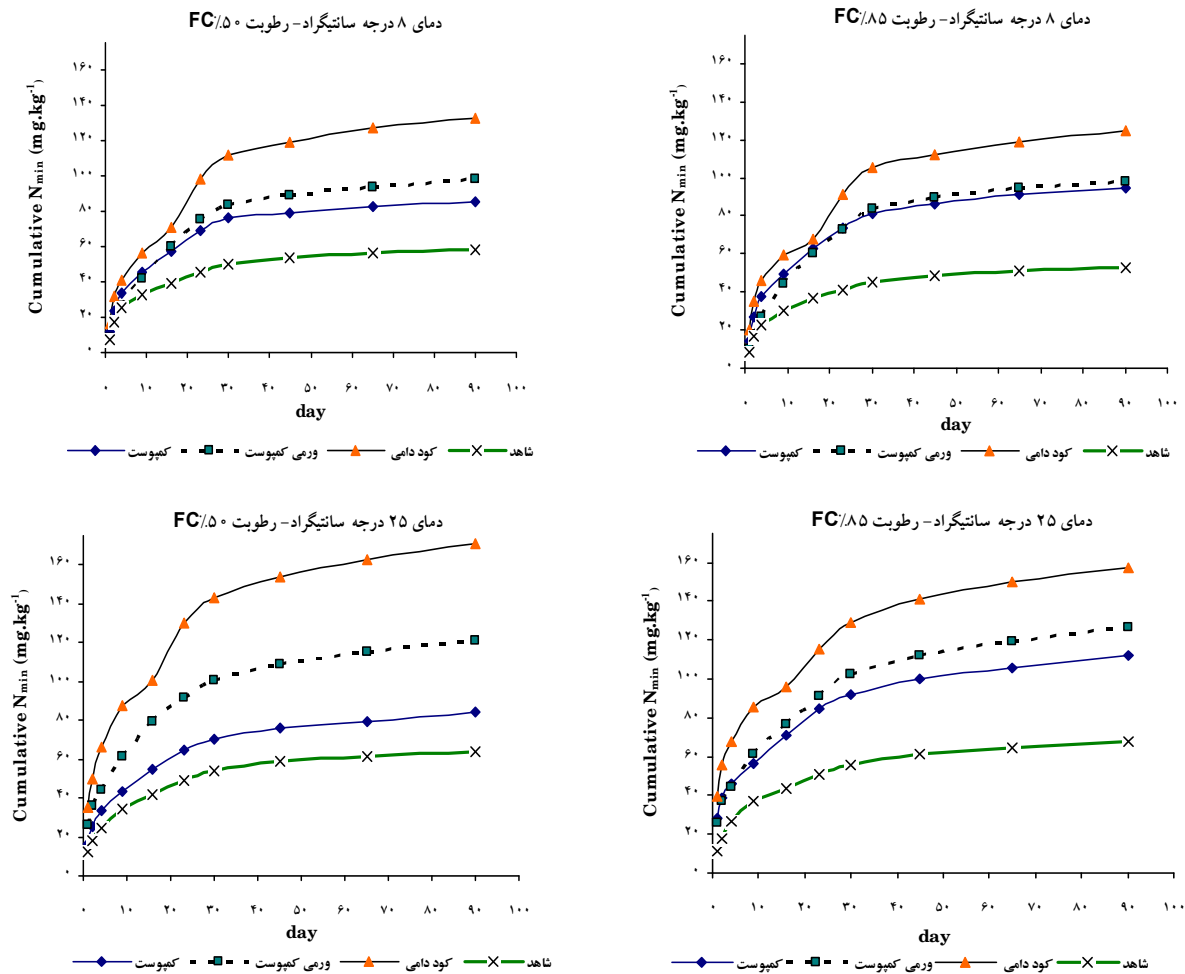 دمای ۸ درجه سانتیگراد- رطوبت ۵۰٪FC
Cumulative N_min (mg.kg⁻¹)
۱۶۰
۱۴۰
۱۲۰
۱۰۰
۸۰
۶۰
۴۰
۲۰
۰
۰ ۱۰ ۲۰ ۳۰ ۴۰ ۵۰ ۶۰ ۷۰ ۸۰ ۹۰ ۱۰۰
day
کمپوست ورمی کمپوست کود دامی شاهد
دمای ۸ درجه سانتیگراد- رطوبت ۸۵٪FC
Cumulative N_min (mg.kg⁻¹)
۱۶۰
۱۴۰
۱۲۰
۱۰۰
۸۰
۶۰
۴۰
۲۰
۰
۰ ۱۰ ۲۰ ۳۰ ۴۰ ۵۰ ۶۰ ۷۰ ۸۰ ۹۰ ۱۰۰
day
کمپوست ورمی کمپوست کود دامی شاهد
دمای ۲۵ درجه سانتیگراد- رطوبت ۵۰٪FC
Cumulative N_min (mg.kg⁻¹)
۱۶۰
۱۴۰
۱۲۰
۱۰۰
۸۰
۶۰
۴۰
۲۰
۰
۰ ۱۰ ۲۰ ۳۰ ۴۰ ۵۰ ۶۰ ۷۰ ۸۰ ۹۰ ۱۰۰
day
کمپوست ورمی کمپوست کود دامی شاهد
دمای ۲۵ درجه سانتیگراد- رطوبت ۸۵٪FC
Cumulative N_min (mg.kg⁻¹)
۱۶۰
۱۴۰
۱۲۰
۱۰۰
۸۰
۶۰
۴۰
۲۰
۰
۰ ۱۰ ۲۰ ۳۰ ۴۰ ۵۰ ۶۰ ۷۰ ۸۰ ۹۰ ۱۰۰
day
کمپوست ورمی کمپوست کود دامی شاهد